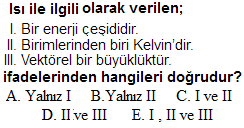 Isı ile ilgili olarak verilen;
I. Bir enerji çeşididir.
II. Birimlerinden biri Kelvin'dir.
III. Vektörel bir büyüklüktür.
ifadelerinden hangileri doğrudur?
A. Yalnız I B.Yalnız II C. I ve II
D. II ve III E. I , II ve III